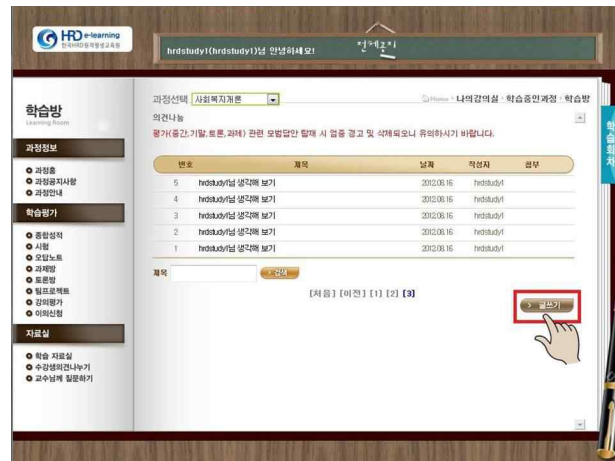 HRD e-learning
한국HRD원격평생교육원
hrdstudy1(hrdstudy1)님 안녕하세요!
전체공지
학습방
Learning Room
과정선택 사회복지개론
Home · 나의강의실 · 학습중인과정 · 학습방
의견나눔
평가(중간,기말,토론,과제) 관련 모범답안 탑재 시 엄중 경고 및 삭제되오니 유의하시기 바랍니다.
학습회차
과정정보
과정홈
과정공지사항
과정안내
학습평가
종합성적
시험
오답노트
과제방
토론방
팀프로젝트
강의평가
이의신청
자료실
학습 자료실
수강생의견나누기
교수님께 질문하기
번호 제목 날짜 작성자 첨부
5 hrdstudy1님 생각해 보기 2012.08.16 hrdstudy1
4 hrdstudy1님 생각해 보기 2012.08.16 hrdstudy1
3 hrdstudy1님 생각해 보기 2012.08.16 hrdstudy1
2 hrdstudy1님 생각해 보기 2012.08.16 hrdstudy1
1 hrdstudy1님 생각해 보기 2012.08.16 hrdstudy1
제목 검색
[처음] [이전] [1] [2] [3]
글쓰기